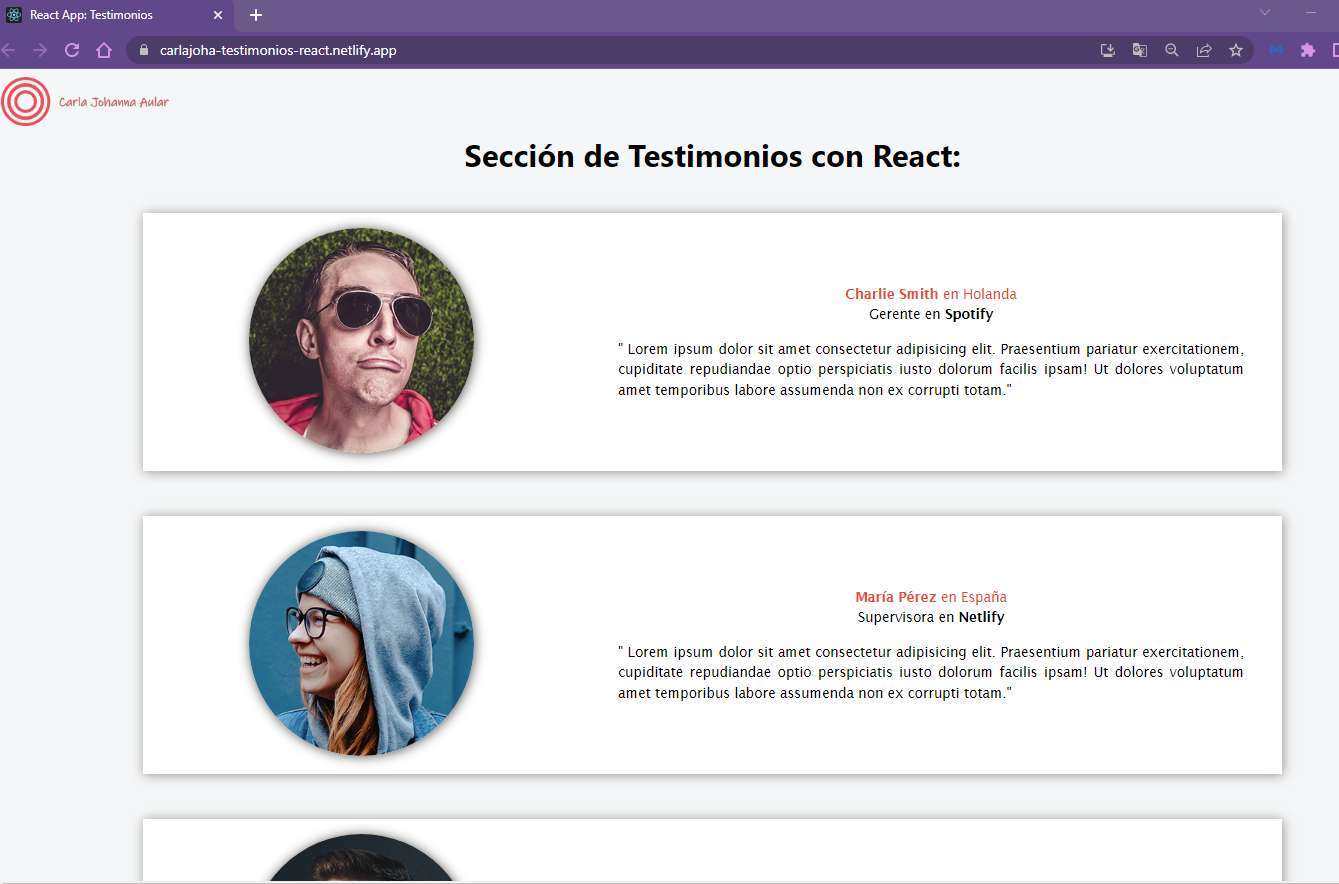 React App: Testimonios
carlajoha-testimonios-react.netlify.app
Carla Johanna Aular
Sección de Testimonios con React:
Charlie Smith en Holanda
Gerente en Spotify
" Lorem ipsum dolor sit amet consectetur adipisicing elit. Praesentium pariatur exercitationem,
cupiditate repudiandae optio perspiciatis iusto dolorum facilis ipsam! Ut dolores voluptatum
amet temporibus labore assumenda non ex corrupti totam."
María Pérez en España
Supervisora en Netlify
" Lorem ipsum dolor sit amet consectetur adipisicing elit. Praesentium pariatur exercitationem,
cupiditate repudiandae optio perspiciatis iusto dolorum facilis ipsam! Ut dolores voluptatum
amet temporibus labore assumenda non ex corrupti totam."